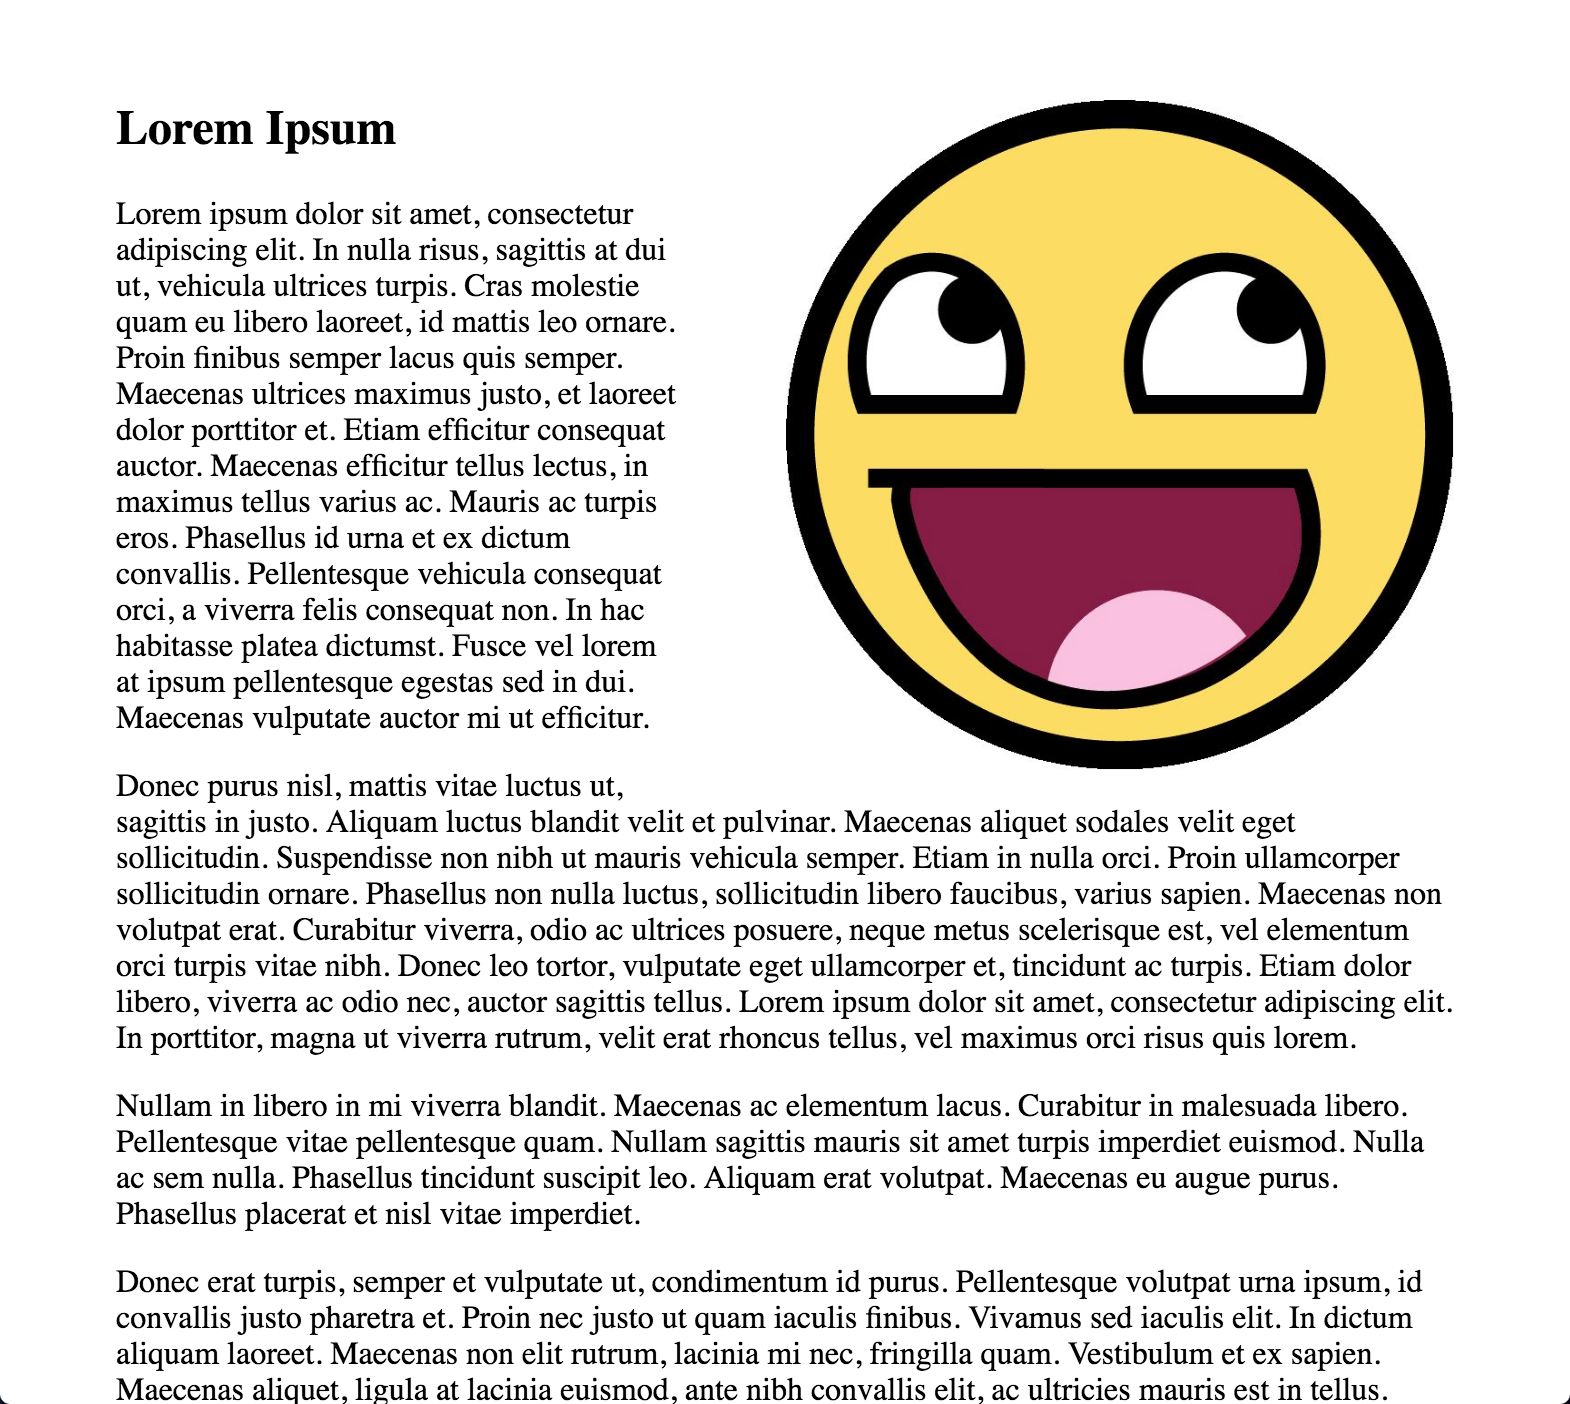 Lorem Ipsum
Lorem ipsum dolor sit amet, consectetur
adipiscing elit. In nulla risus, sagittis at dui
ut, vehicula ultrices turpis. Cras molestie
quam eu libero laoreet, id mattis leo ornare.
Proin finibus semper lacus quis semper.
Maecenas ultrices maximus justo, et laoreet
dolor porttitor et. Etiam efficitur consequat
auctor. Maecenas efficitur tellus lectus, in
maximus tellus varius ac. Mauris ac turpis
eros. Phasellus id urna et ex dictum
convallis. Pellentesque vehicula consequat
orci, a viverra felis consequat non. In hac
habitasse platea dictumst. Fusce vel lorem
at ipsum pellentesque egestas sed in dui.
Maecenas vulputate auctor mi ut efficitur.
Donec purus nisl, mattis vitae luctus ut,
sagittis in justo. Aliquam luctus blandit velit et pulvinar. Maecenas aliquet sodales velit eget
sollicitudin. Suspendisse non nibh ut mauris vehicula semper. Etiam in nulla orci. Proin ullamcorper
sollicitudin ornare. Phasellus non nulla luctus, sollicitudin libero faucibus, varius sapien. Maecenas non
volutpat erat. Curabitur viverra, odio ac ultrices posuere, neque metus scelerisque est, vel elementum
orci turpis vitae nibh. Donec leo tortor, vulputate eget ullamcorper et, tincidunt ac turpis. Etiam dolor
libero, viverra ac odio nec, auctor sagittis tellus. Lorem ipsum dolor sit amet, consectetur adipiscing elit.
In porttitor, magna ut viverra rutrum, velit erat rhoncus tellus, vel maximus orci risus quis lorem.
Nullam in libero in mi viverra blandit. Maecenas ac elementum lacus. Curabitur in malesuada libero.
Pellentesque vitae pellentesque quam. Nullam sagittis mauris sit amet turpis imperdiet euismod. Nulla
ac sem nulla. Phasellus tincidunt suscipit leo. Aliquam erat volutpat. Maecenas eu augue purus.
Phasellus placerat et nisl vitae imperdiet.
Donec erat turpis, semper et vulputate ut, condimentum id purus. Pellentesque volutpat urna ipsum, id
convallis justo pharetra et. Proin nec justo ut quam iaculis finibus. Vivamus sed iaculis elit. In dictum
aliquam laoreet. Maecenas non elit rutrum, lacinia mi nec, fringilla quam. Vestibulum et ex sapien.
Maecenas aliquet, ligula at lacinia euismod, ante nibh convallis elit, ac ultricies mauris est in tellus.